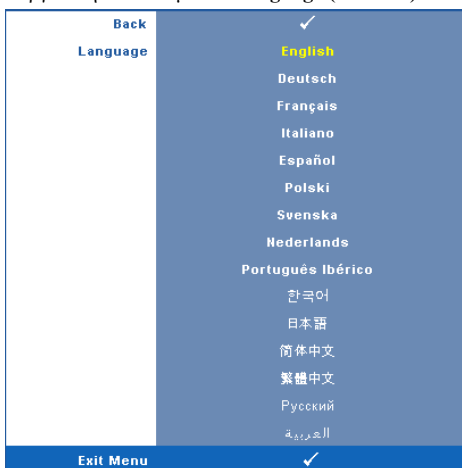 Back ✓
Language English
Deutsch
Français
Italiano
Español
Polski
Svenska
Nederlands
Português Ibérico
한국어
日本語
简体中文
繁體中文
Русский
العربية
Exit Menu ✓